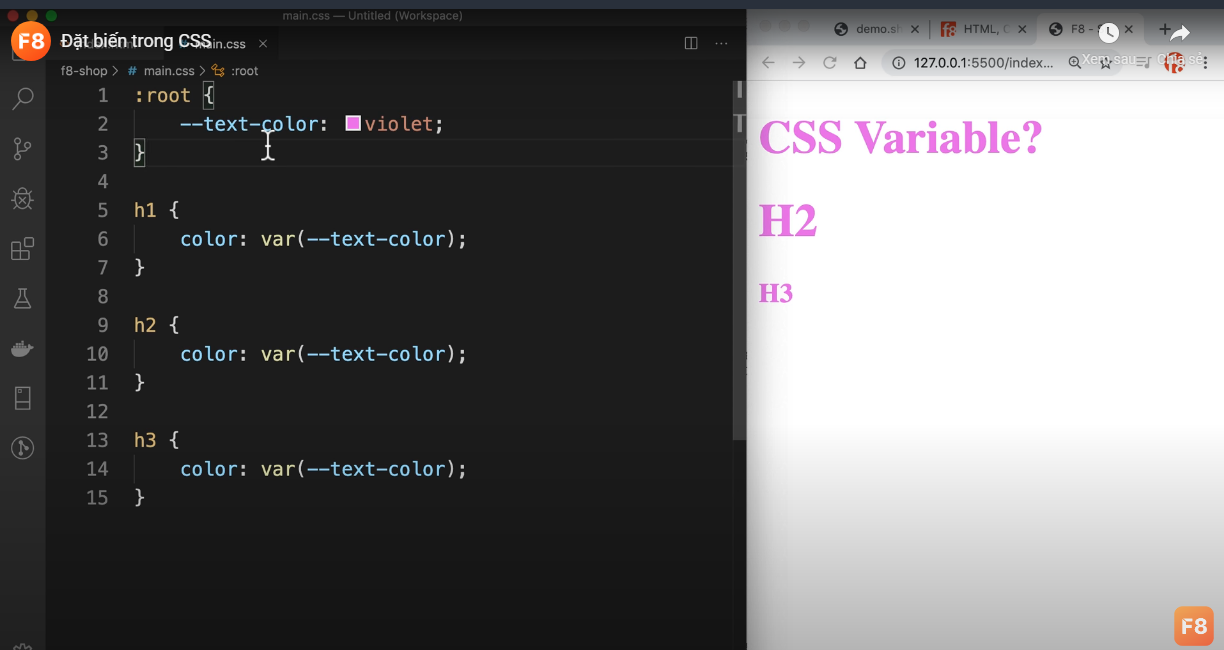 main.css — Untitled (Workspace)
F8
Đặt biến trong CSS
main.css
f8-shop > # main.css > :root
1 :root {
2 --text-color: violet;
3 }
4
5 h1 {
6 color: var(--text-color);
7 }
8
9 h2 {
10 color: var(--text-color);
11 }
12
13 h3 {
14 color: var(--text-color);
15 }
demo.sh
HTML, C
F8 -
127.0.0.1:5500/index...
Xem sau
Chia sẻ
CSS Variable?
H2
H3
F8